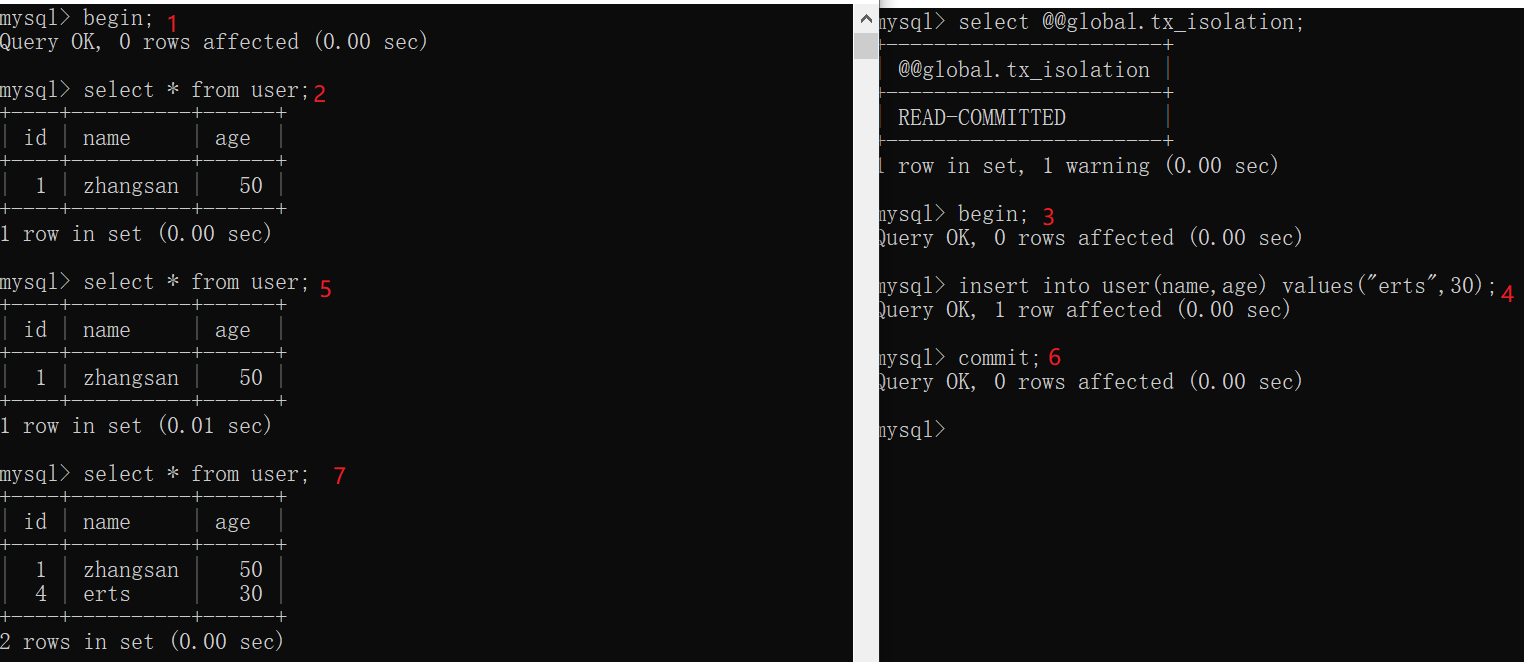 mysql> begin; 1
Query OK, 0 rows affected (0.00 sec)
mysql> select * from user; 2
+----+----------+------+
| id | name     | age  |
+----+----------+------+
|  1 | zhangsan |   50 |
+----+----------+------+
1 row in set (0.00 sec)
mysql> select * from user; 5
+----+----------+------+
| id | name     | age  |
+----+----------+------+
|  1 | zhangsan |   50 |
+----+----------+------+
1 row in set (0.01 sec)
mysql> select * from user; 7
+----+----------+------+
| id | name     | age  |
+----+----------+------+
|  1 | zhangsan |   50 |
|  4 | erts     |   30 |
+----+----------+------+
2 rows in set (0.00 sec)
mysql> select @@global.tx_isolation;
+-----------------------+
| @@global.tx_isolation |
+-----------------------+
| READ-COMMITTED        |
+-----------------------+
1 row in set, 1 warning (0.00 sec)
mysql> begin; 3
Query OK, 0 rows affected (0.00 sec)
mysql> insert into user(name,age) values("erts",30); 4
Query OK, 1 row affected (0.00 sec)
mysql> commit; 6
Query OK, 0 rows affected (0.00 sec)
mysql>